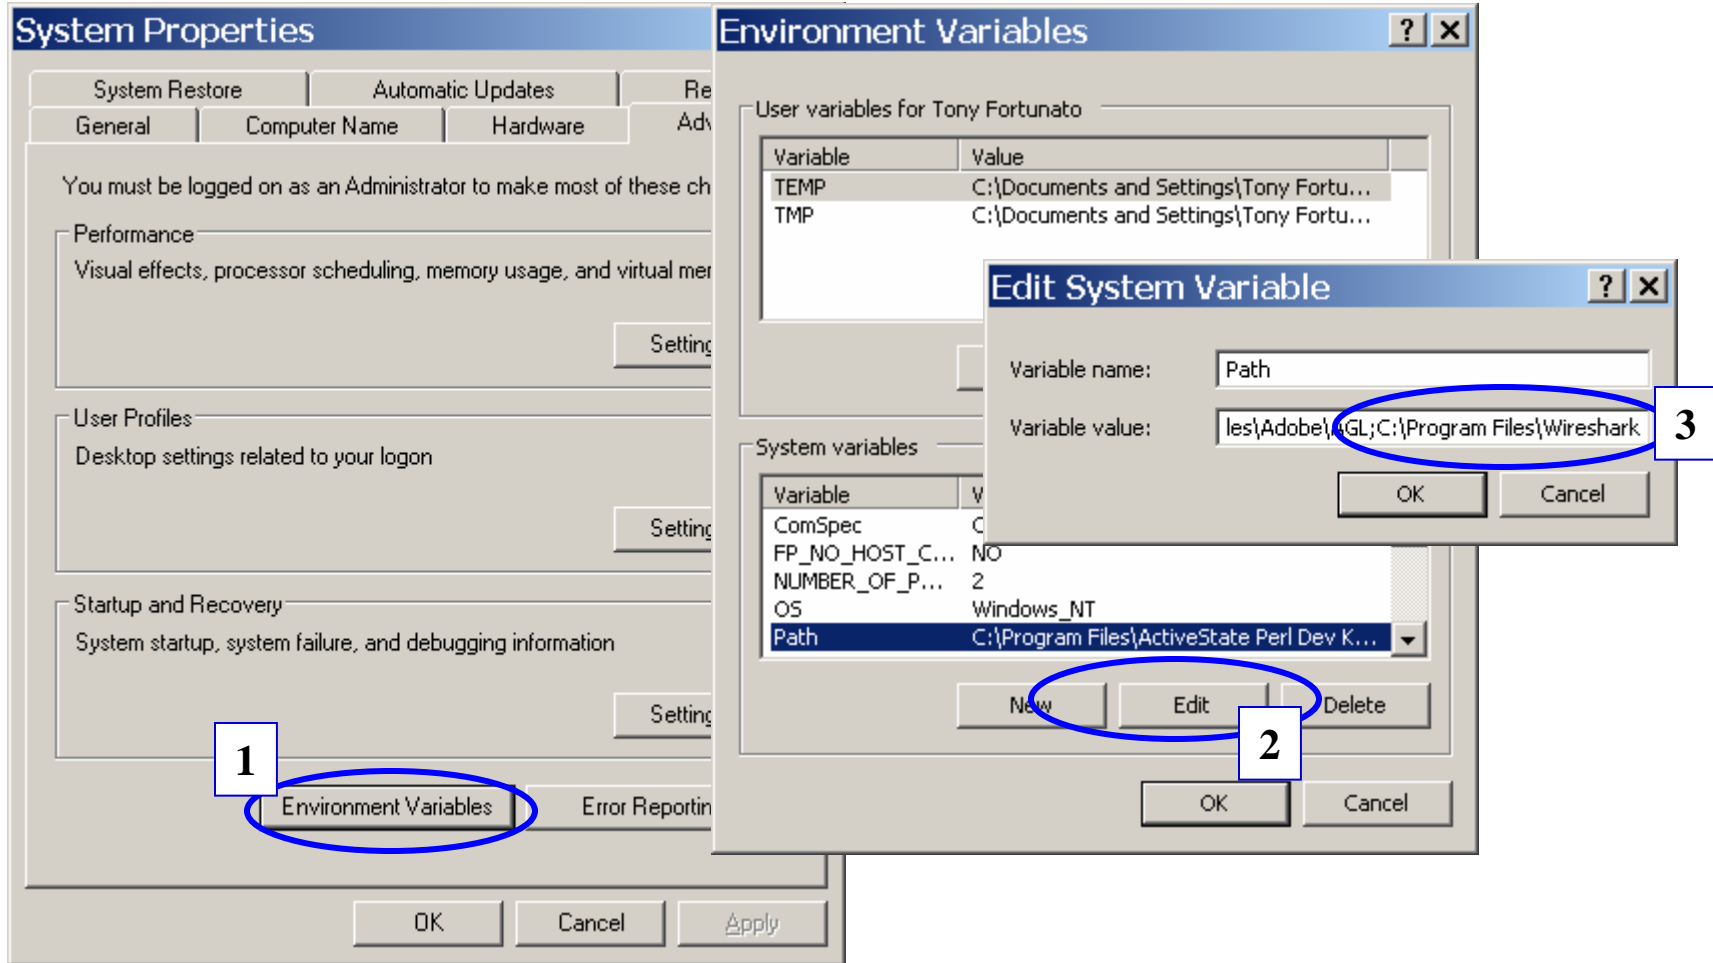 System Properties
System Restore
Automatic Updates
Re
General
Computer Name
Hardware
Adv
You must be logged on as an Administrator to make most of these ch
Performance
Visual effects, processor scheduling, memory usage, and virtual mer
Setting
User Profiles
Desktop settings related to your logon
Setting
Startup and Recovery
System startup, system failure, and debugging information
Setting
1
Environment Variables
Error Reportin
OK
Cancel
Apply
Environment Variables
User variables for Tony Fortunato
Variable Value
TEMP C:\Documents and Settings\Tony Fortu...
TMP C:\Documents and Settings\Tony Fortu...
System variables
Variable V
ComSpec C
FP_NO_HOST_C... NO
NUMBER_OF_P... 2
OS Windows_NT
Path C:\Program Files\ActiveState Perl Dev K...
New
Edit
Delete
2
OK
Cancel
Edit System Variable
Variable name: Path
Variable value: les\Adobe\AGL;C:\Program Files\Wireshark
3
OK
Cancel